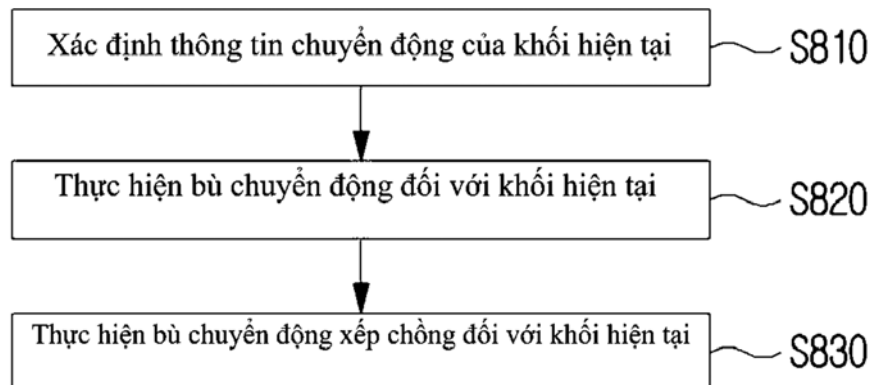 Xác định thông tin chuyển động của khối hiện tại
S810
Thực hiện bù chuyển động đối với khối hiện tại
S820
Thực hiện bù chuyển động xếp chồng đối với khối hiện tại
S830